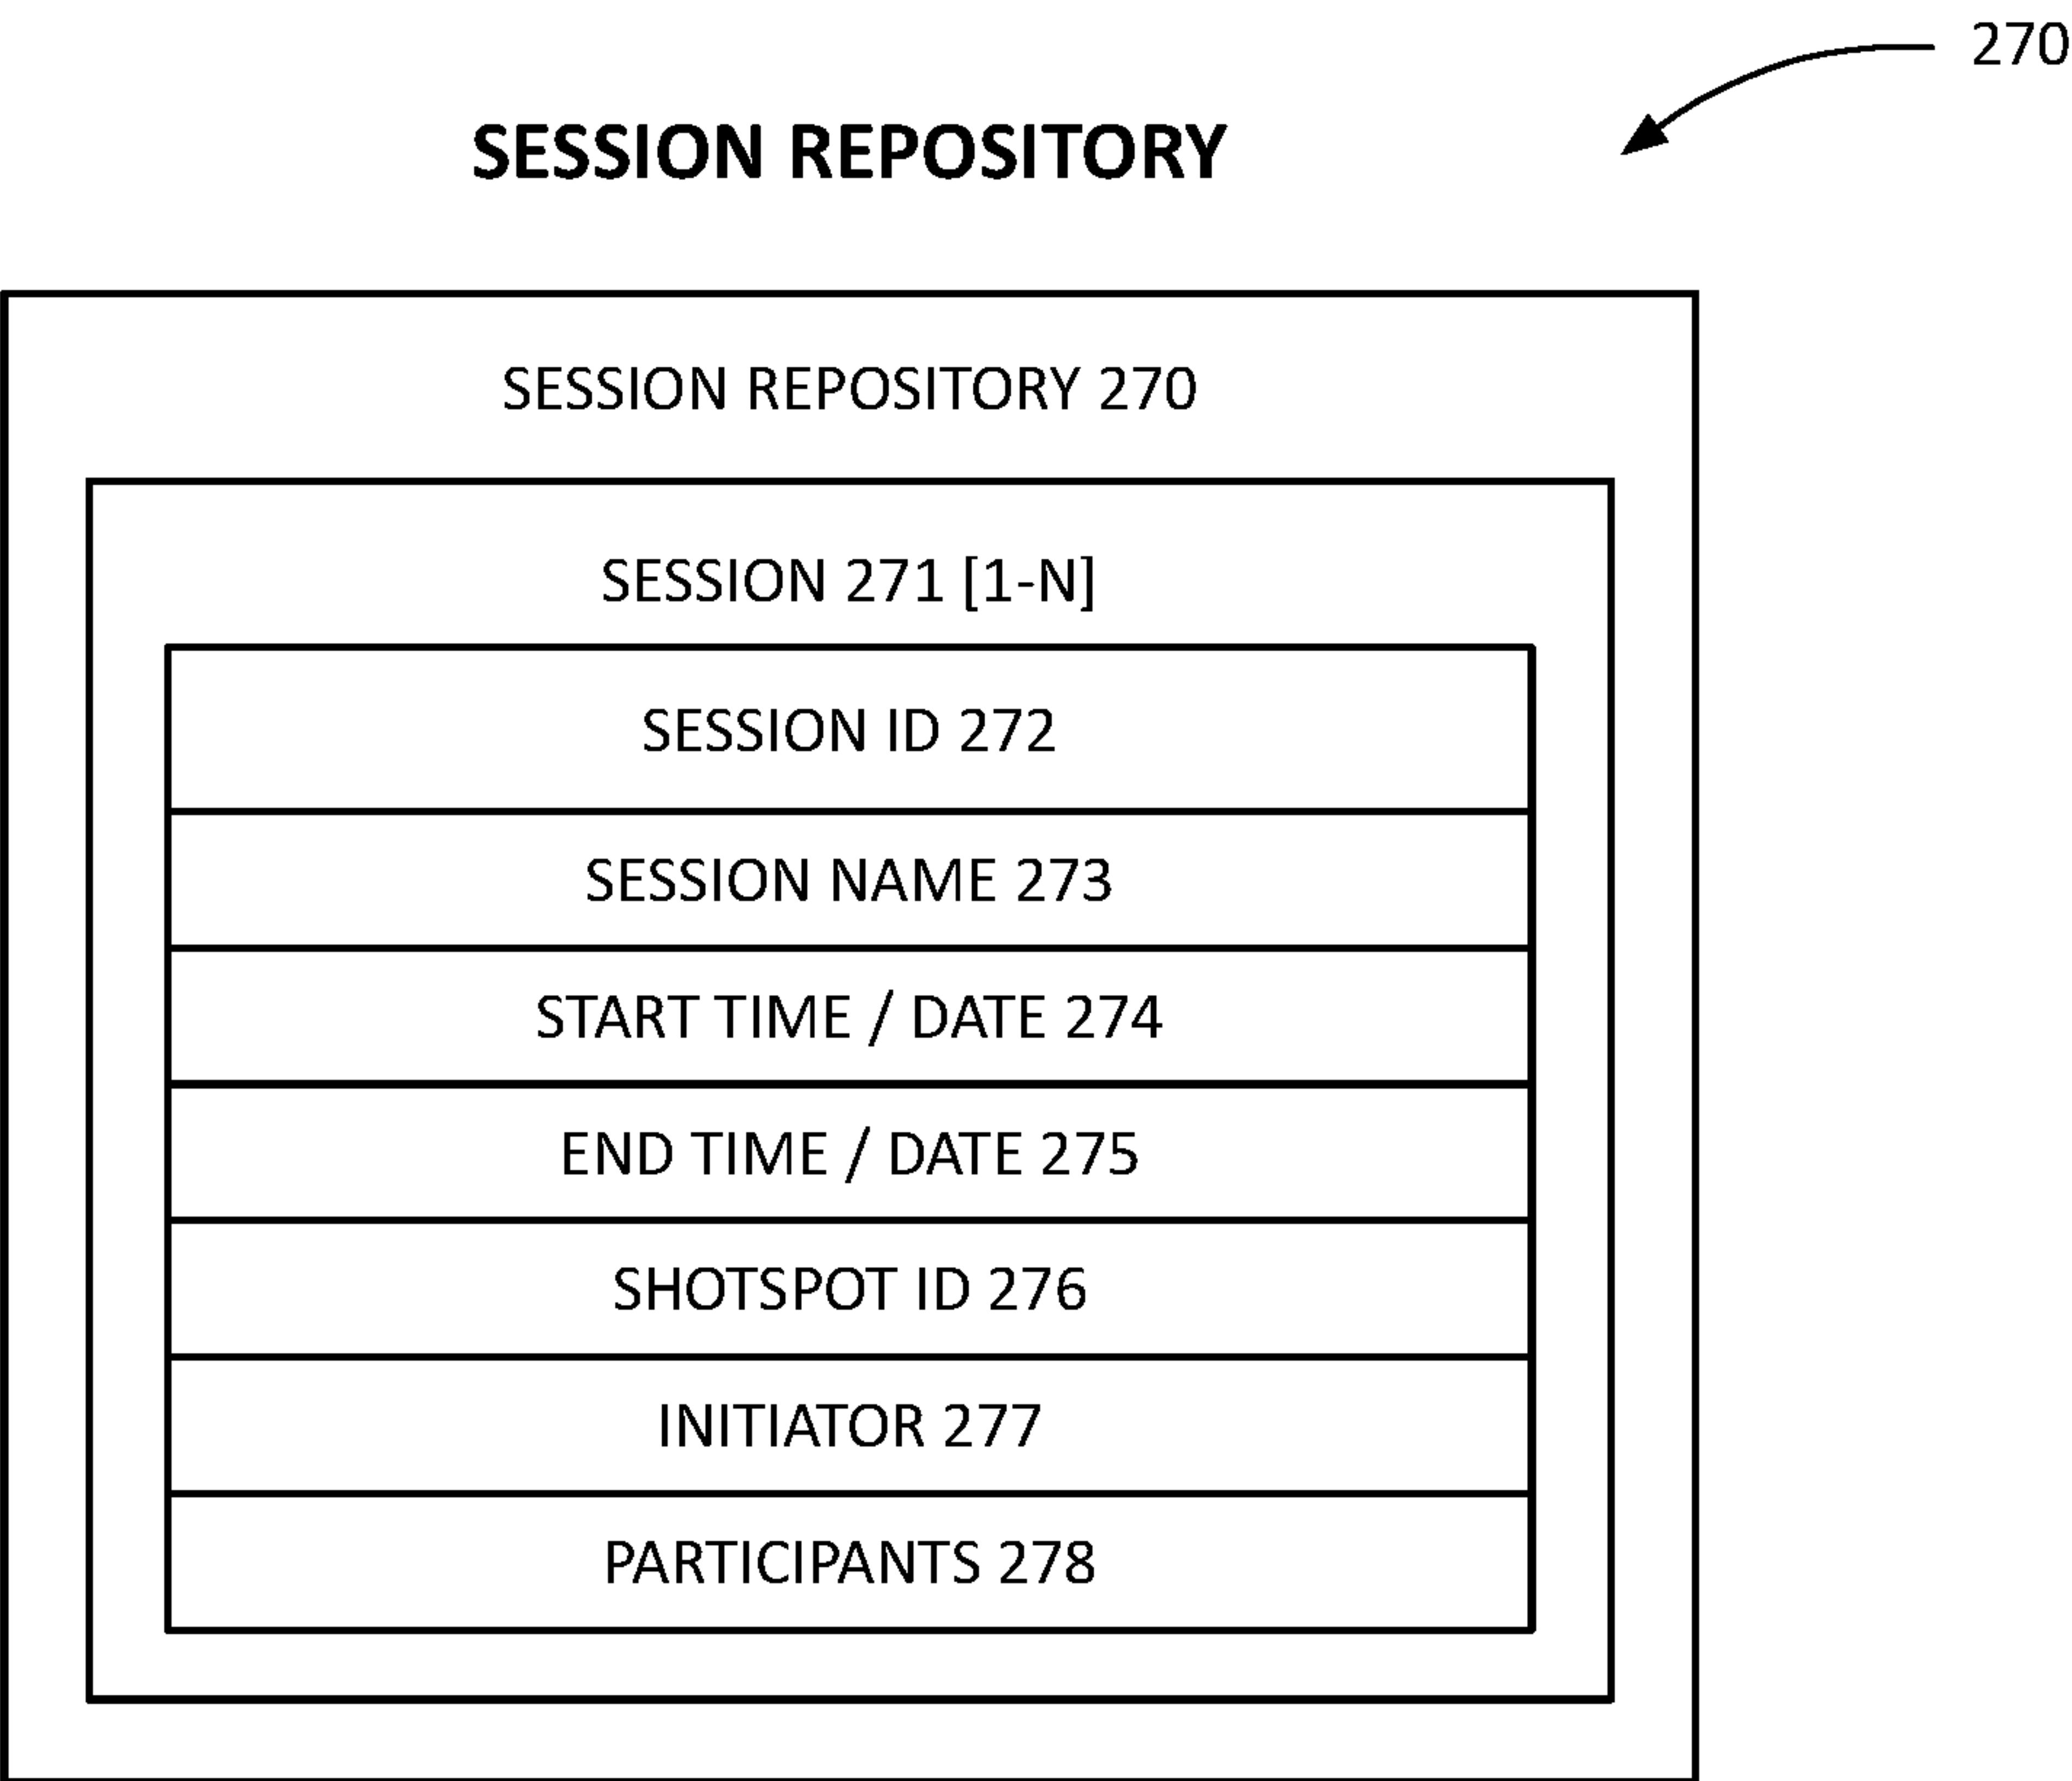 270
SESSION REPOSITORY
SESSION REPOSITORY 270
SESSION 271 [1-N]
SESSION ID 272
SESSION NAME 273
START TIME / DATE 274
END TIME / DATE 275
SHOTSPOT ID 276
INITIATOR 277
PARTICIPANTS 278